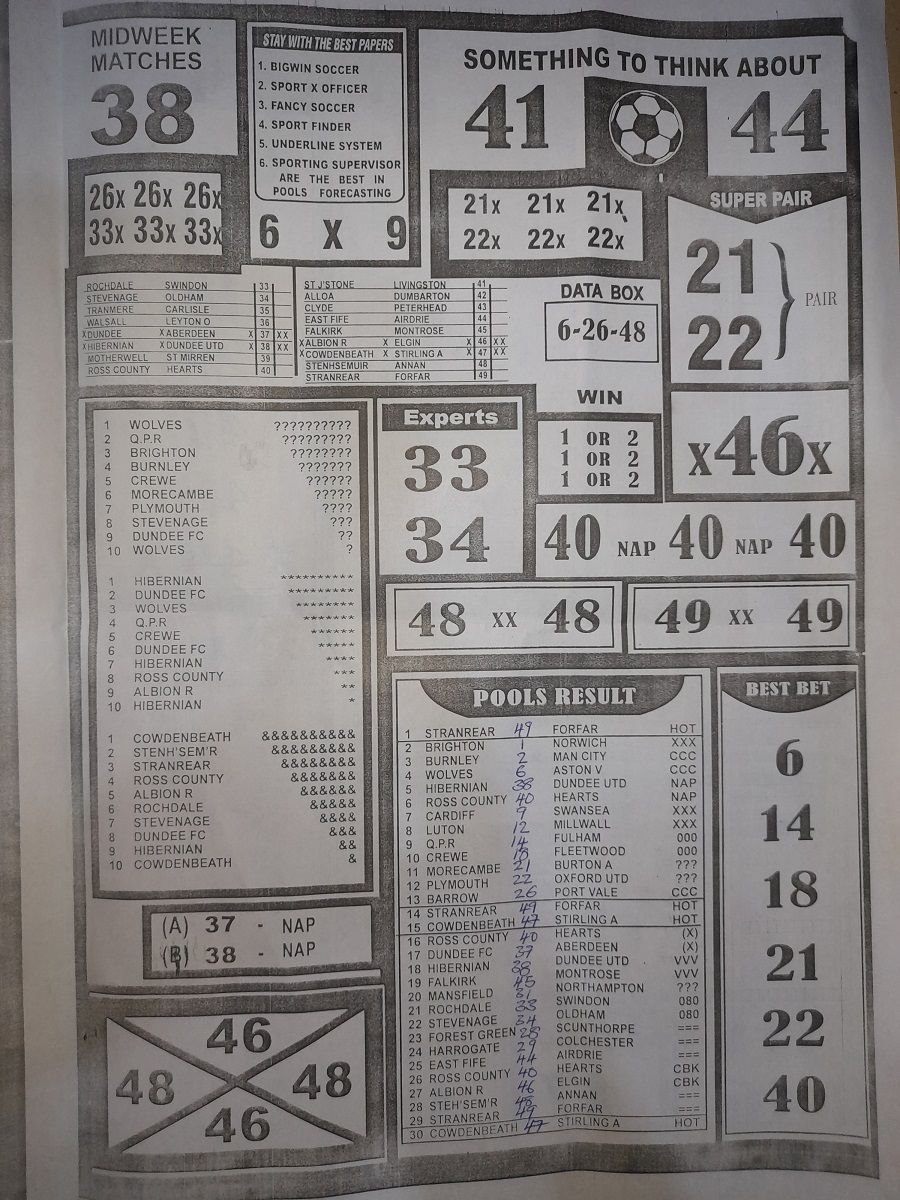 MIDWEEK
MATCHES
38
STAY WITH THE BEST PAPERS
1. BIGWIN SOCCER
2. SPORT X OFFICER
3. FANCY SOCCER
4. SPORT FINDER
5. UNDERLINE SYSTEM
6. SPORTING SUPERVISOR
ARE THE BEST IN
POOLS FORECASTING
6 X 9
SOMETHING TO THINK ABOUT
41 44
26x 26x 26x
33x 33x 33x
21x 21x 21x
22x 22x 22x
SUPER PAIR
21
22
PAIR
ROCHDALE SWINDON 33
STEVENAGE OLDHAM 34
TRANMERE CARLISLE 35
WALSALL LEYTON O 36
X DUNDEE X ABERDEEN X 37 XX
X HIBERNIAN X DUNDEE UTD X 38 XX
MOTHERWELL ST MIRREN 39
ROSS COUNTY HEARTS 40
ST J'STONE LIVINGSTON 41
ALLOA DUMBARTON 42
CLYDE PETERHEAD 43
EAST FIFE AIRDRIE 44
FALKIRK MONTROSE 45
X ALBION R X ELGIN X 46 XX
X COWDENBEATH X STIRLING A X 47 XX
STENHSEMUIR ANNAN 48
STRANREAR FORFAR 49
DATA BOX
6-26-48
WIN
1 OR 2
1 OR 2
1 OR 2
x46x
1 WOLVES ??????????
2 Q.P.R ?????????
3 BRIGHTON ????????
4 BURNLEY ???????
5 CREWE ??????
6 MORECAMBE ?????
7 PLYMOUTH ????
8 STEVENAGE ???
9 DUNDEE FC ??
10 WOLVES ?
1 HIBERNIAN **********
2 DUNDEE FC *********
3 WOLVES ********
4 Q.P.R *******
5 CREWE ******
6 DUNDEE FC *****
7 HIBERNIAN ****
8 ROSS COUNTY ***
9 ALBION R **
10 HIBERNIAN *
1 COWDENBEATH &&&&&&&&&&
2 STENH'SEM'R &&&&&&&&&
3 STRANREAR &&&&&&&&
4 ROSS COUNTY &&&&&&&
5 ALBION R &&&&&&
6 ROCHDALE &&&&&
7 STEVENAGE &&&&
8 DUNDEE FC &&&
9 HIBERNIAN &&
10 COWDENBEATH &
Experts
33
34
40 NAP 40 NAP 40
48 XX 48
49 XX 49
(A) 37 - NAP
(B) 38 - NAP
46
48 48
46
POOLS RESULT
1 STRANREAR 49 FORFAR HOT
2 BRIGHTON 1 NORWICH XXX
3 BURNLEY 2 MAN CITY CCC
4 WOLVES 6 ASTON V CCC
5 HIBERNIAN 38 DUNDEE UTD NAP
6 ROSS COUNTY 40 HEARTS NAP
7 CARDIFF 9 SWANSEA XXX
8 LUTON 12 MILLWALL XXX
9 Q.P.R 14 FULHAM 000
10 CREWE 18 FLEETWOOD 000
11 MORECAMBE 21 BURTON A ???
12 PLYMOUTH 22 OXFORD UTD ???
13 BARROW 26 PORT VALE CCC
14 STRANREAR 49 FORFAR HOT
15 COWDENBEATH 47 STIRLING A HOT
16 ROSS COUNTY 40 HEARTS (X)
17 DUNDEE FC 37 ABERDEEN (X)
18 HIBERNIAN 38 DUNDEE UTD VVV
19 FALKIRK 45 MONTROSE VVV
20 MANSFIELD 31 NORTHAMPTON ???
21 ROCHDALE 33 SWINDON 080
22 STEVENAGE 34 OLDHAM 080
23 FOREST GREEN 28 SCUNTHORPE ===
24 HARROGATE 29 COLCHESTER ===
25 EAST FIFE 44 AIRDRIE ===
26 ROSS COUNTY 40 HEARTS CBK
27 ALBION R 46 ELGIN CBK
28 STEH'SEM'R 48 ANNAN ===
29 STRANREAR 49 FORFAR ===
30 COWDENBEATH 47 STIRLING A HOT
BEST BET
6
14
18
21
22
40